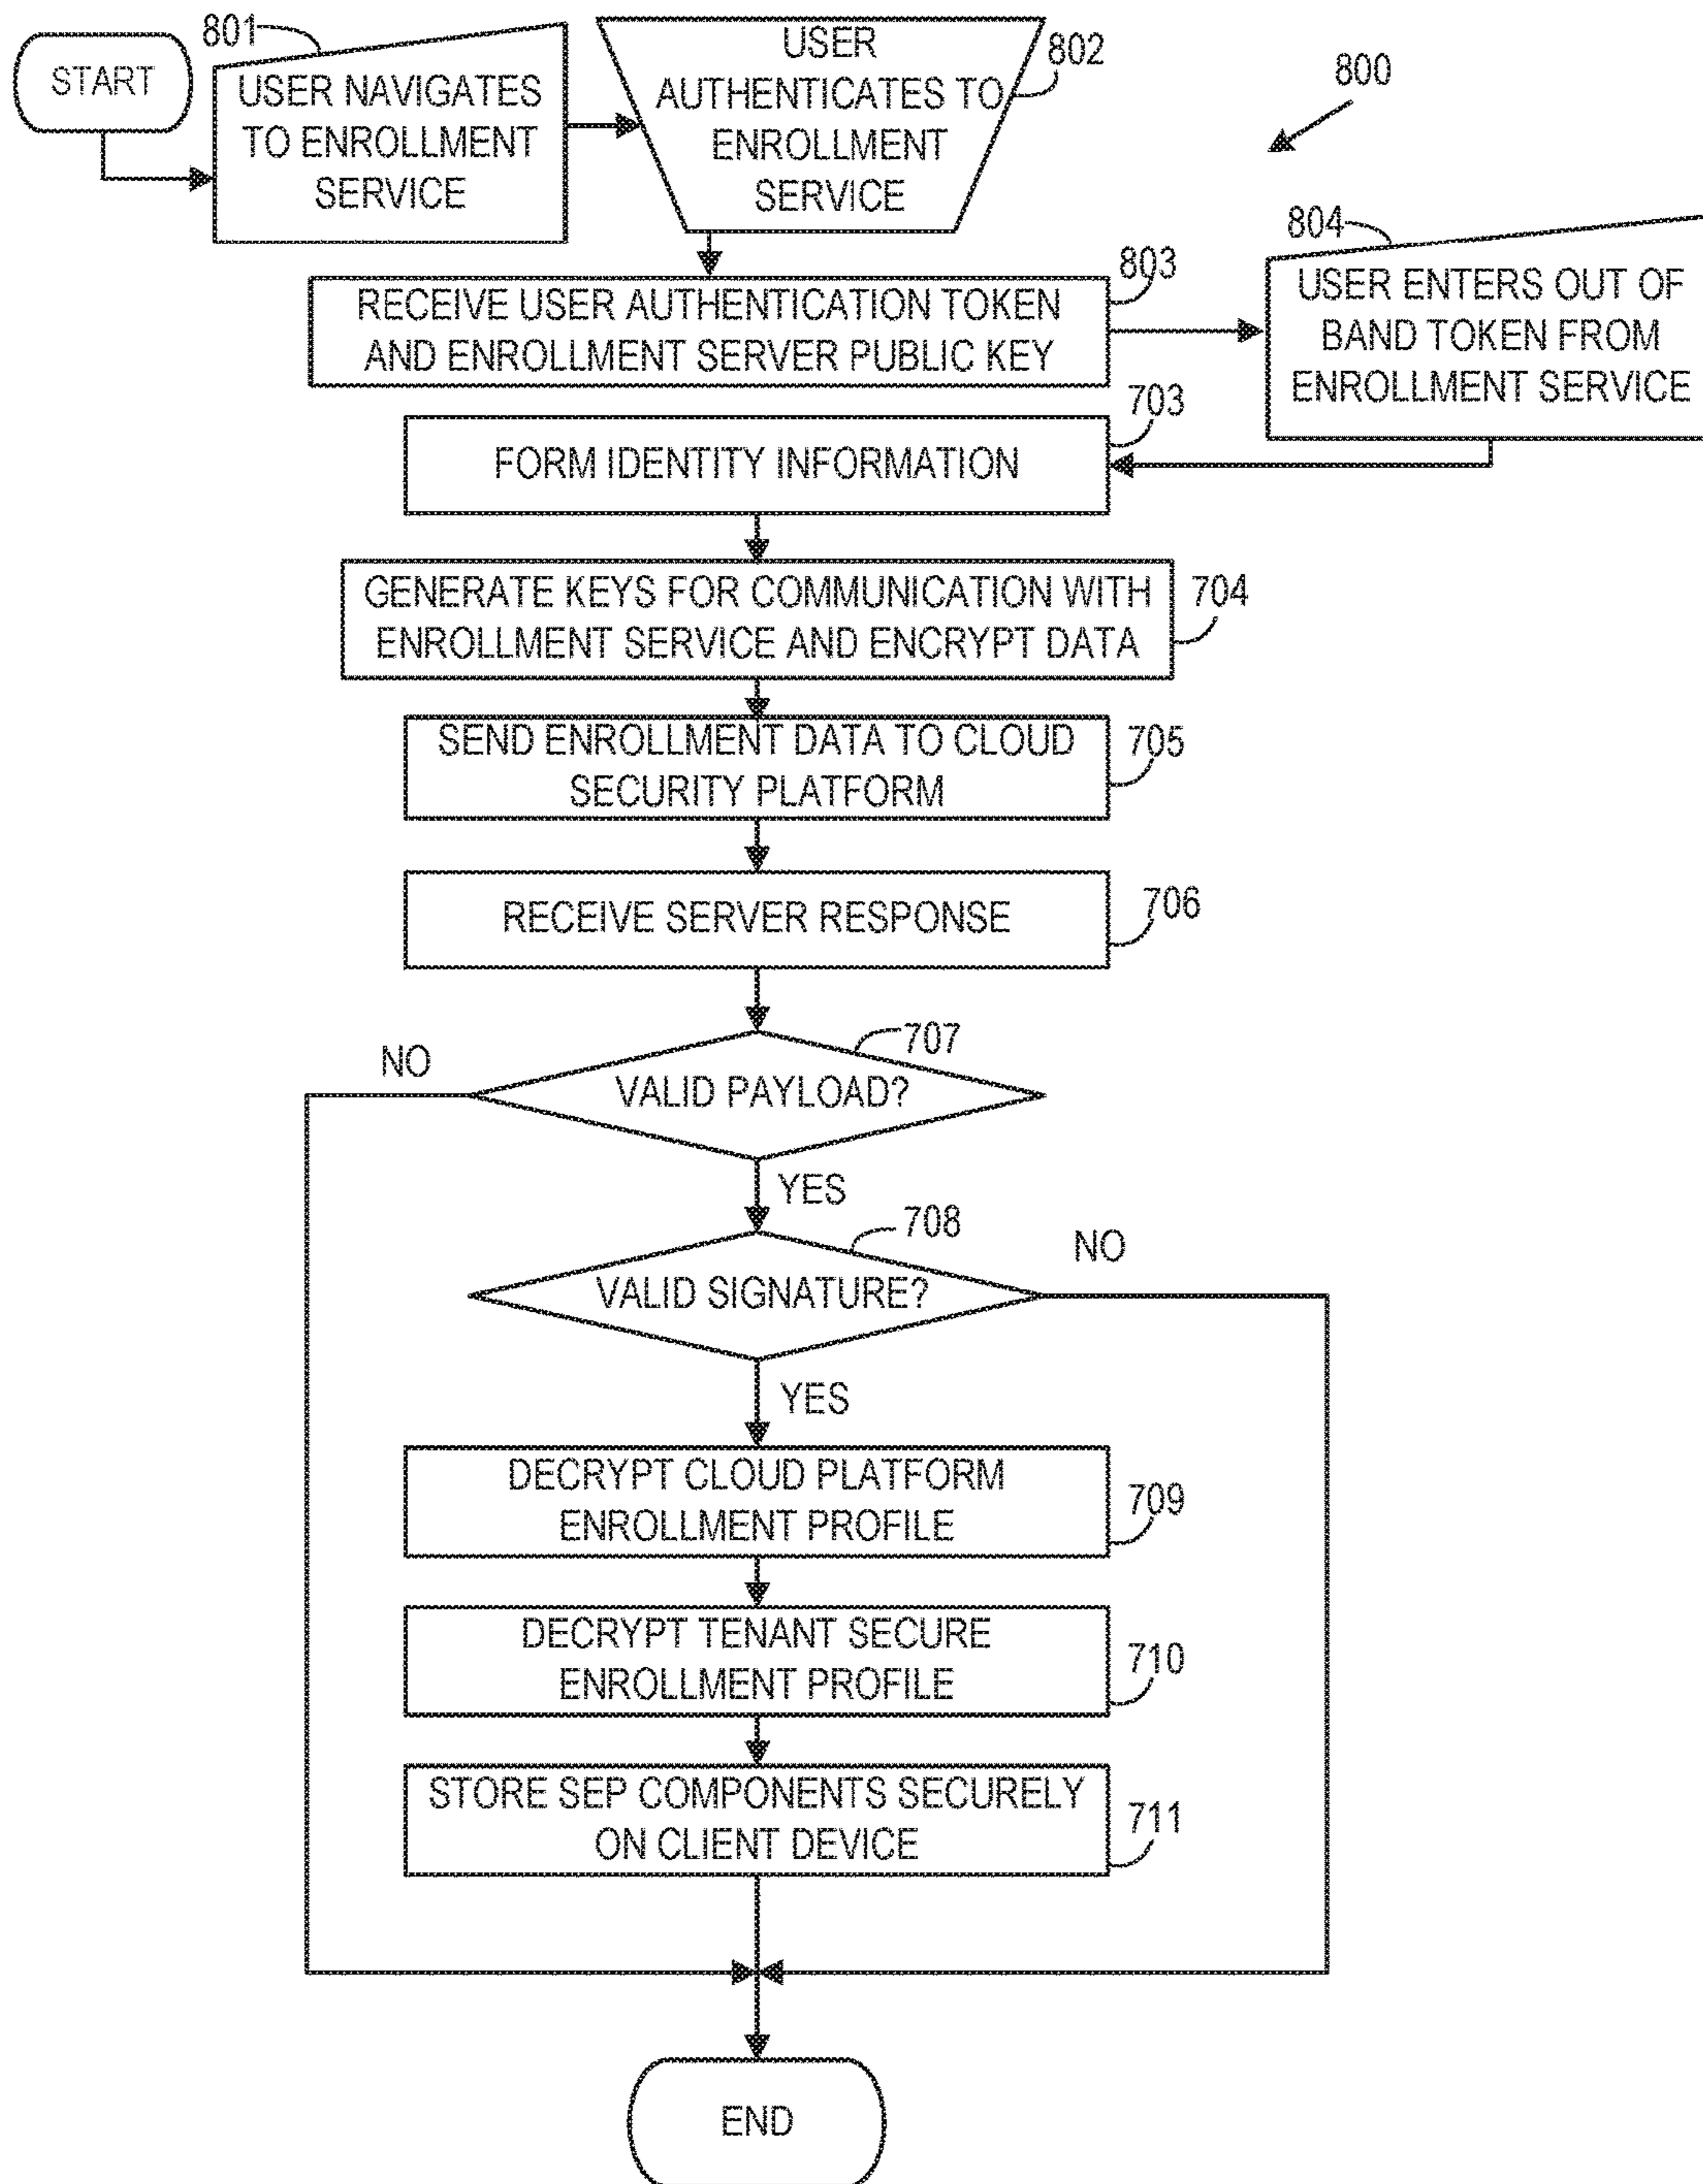 START
801
USER NAVIGATES
TO ENROLLMENT
SERVICE
USER
AUTHENTICATES TO
ENROLLMENT
SERVICE
802
800
803
RECEIVE USER AUTHENTICATION TOKEN
AND ENROLLMENT SERVER PUBLIC KEY
804
USER ENTERS OUT OF
BAND TOKEN FROM
ENROLLMENT SERVICE
703
FORM IDENTITY INFORMATION
GENERATE KEYS FOR COMMUNICATION WITH
ENROLLMENT SERVICE AND ENCRYPT DATA
704
SEND ENROLLMENT DATA TO CLOUD
SECURITY PLATFORM
705
RECEIVE SERVER RESPONSE
706
707
NO
VALID PAYLOAD?
YES
708
NO
VALID SIGNATURE?
YES
DECRYPT CLOUD PLATFORM
ENROLLMENT PROFILE
709
DECRYPT TENANT SECURE
ENROLLMENT PROFILE
710
STORE SEP COMPONENTS SECURELY
ON CLIENT DEVICE
711
END